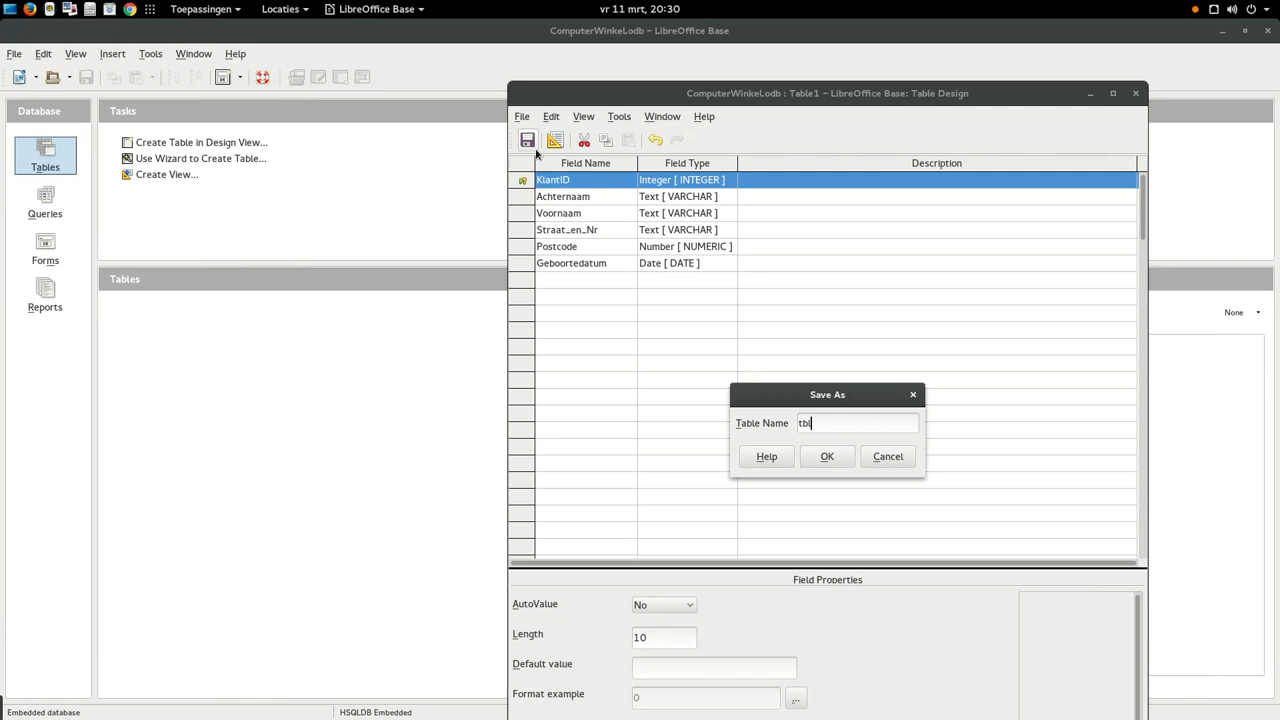 Toepassingen Locaties LibreOffice Base vr 11 mrt, 20:30
ComputerWinkeLodb – LibreOffice Base
File Edit View Insert Tools Window Help
Database
Tables
Queries
Forms
Reports
Tasks
Create Table in Design View...
Use Wizard to Create Table...
Create View...
Tables
None
ComputerWinkeLodb : Table1 – LibreOffice Base: Table Design
File Edit View Tools Window Help
Field Name Field Type Description
KlantID Integer [ INTEGER ]
Achternaam Text [ VARCHAR ]
Voornaam Text [ VARCHAR ]
Straat_en_Nr Text [ VARCHAR ]
Postcode Number [ NUMERIC ]
Geboortedatum Date [ DATE ]
Save As
Table Name tbl
Help OK Cancel
Field Properties
AutoValue No
Length 10
Default value
Format example 0 ...
Embedded database HSQLDB Embedded